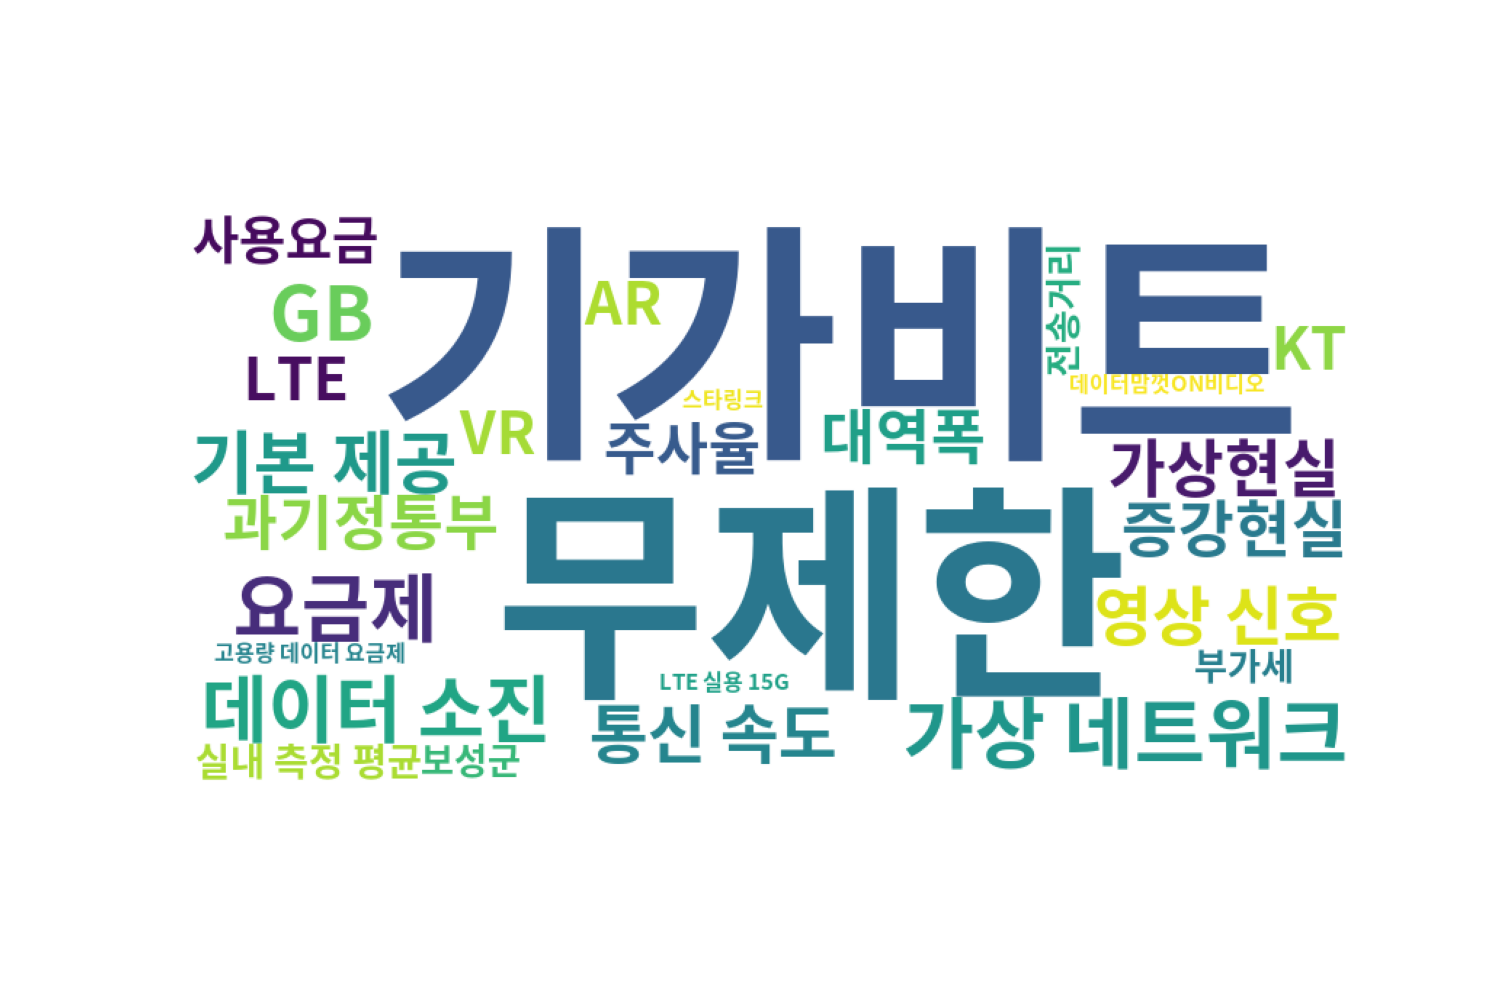 사용요금
기가비트
GB
AR
전송거리
KT
LTE
데이터맘껏ON비디오
스타링크
VR
주사율
대역폭
기본 제공
가상현실
과기정통부
무제한
증강현실
요금제
영상 신호
고용량 데이터 요금제
부가세
LTE 실용 15G
데이터 소진
통신 속도
가상 네트워크
실내 측정 평균
보성군